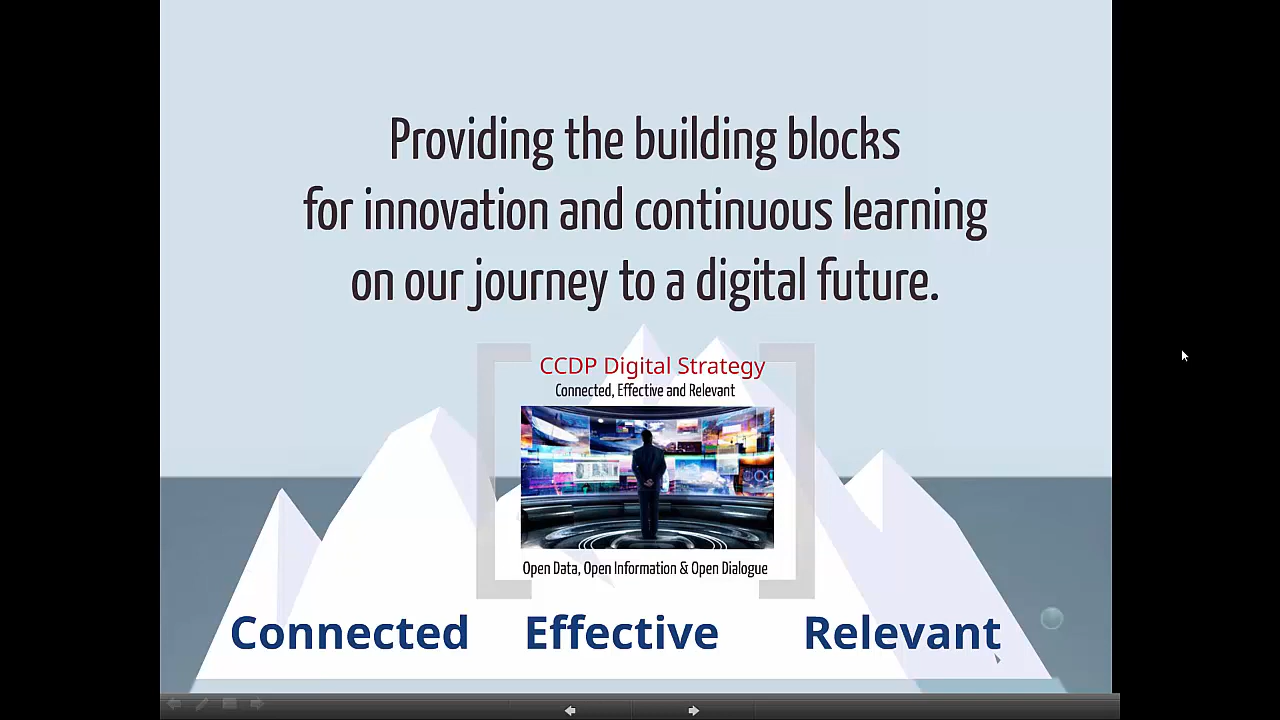 Providing the building blocks
for innovation and continuous learning
on our journey to a digital future.
CCDP Digital Strategy
Connected, Effective and Relevant
Open Data, Open Information & Open Dialogue
Connected Effective Relevant